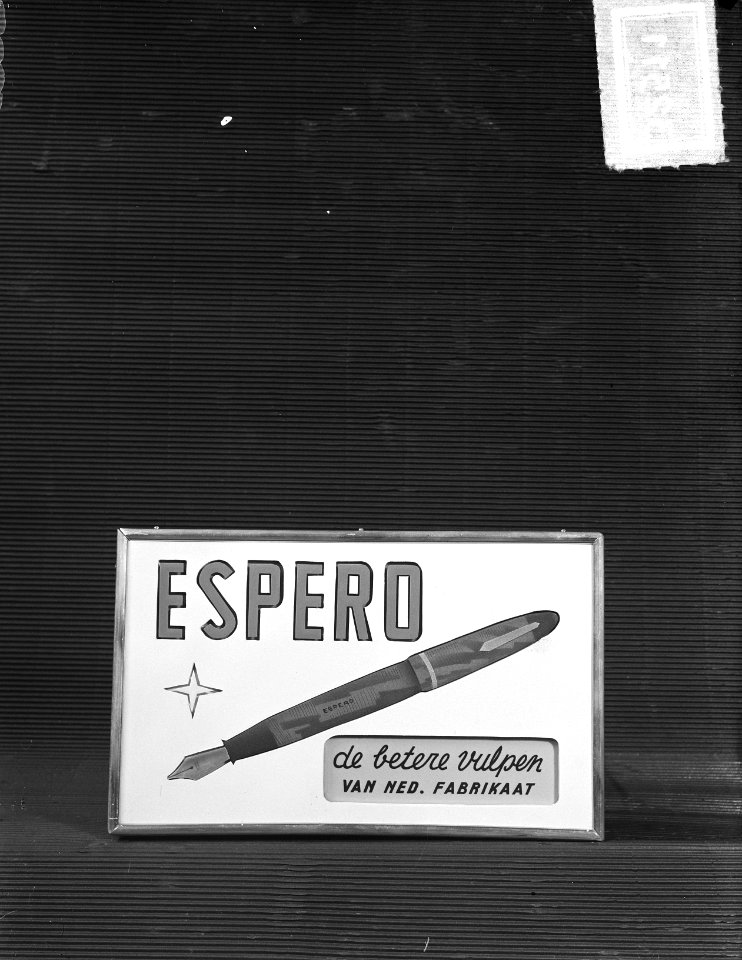 ESPERO
ESPERO
de betere vulpen
VAN NED. FABRIKAAT